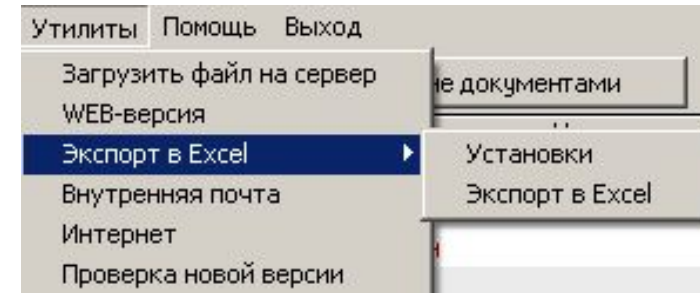 Утилиты Помощь Выход
Загрузить файл на сервер
документами
WEB-версия
Экспорт в Excel
Установки
Внутренняя почта
Экспорт в Excel
Интернет
Проверка новой версии